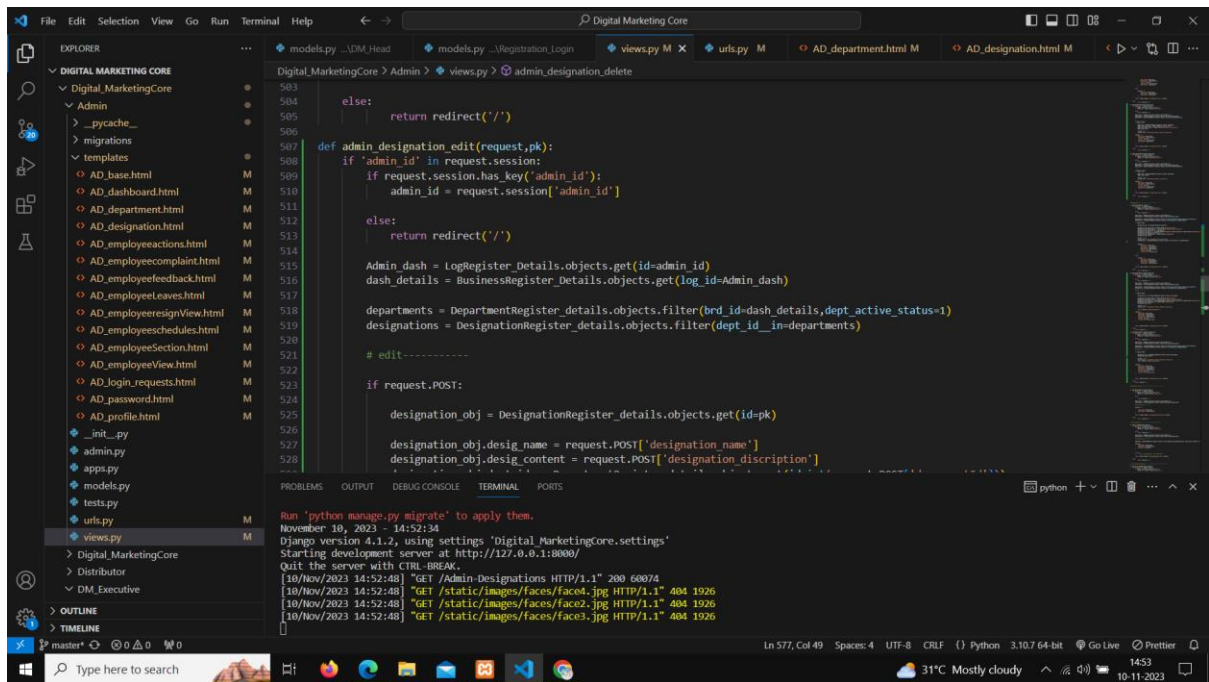 File Edit Selection View Go Run Terminal Help
Digital Marketing Core
EXPLORER
DIGITAL MARKETING CORE
Digital_MarketingCore
Admin
__pycache__
migrations
templates
AD_base.html M
AD_dashboard.html M
AD_department.html M
AD_designation.html M
AD_employeeactions.html M
AD_employeecomplaint.html M
AD_employeefeedback.html M
AD_employeeLeaves.html M
AD_employeeresignView.html M
AD_employeeschedules.html M
AD_employeeSection.html M
AD_employeeView.html M
AD_login_requests.html M
AD_password.html M
AD_profile.html M
__init__.py
admin.py
apps.py
models.py
tests.py
urls.py M
views.py M
Digital_MarketingCore
Distributor
DM_Executive
OUTLINE
TIMELINE
20
1
models.py ...\DM_Head
models.py ...\Registration_Login
views.py M
urls.py M
AD_department.html M
AD_designation.html M
Digital_MarketingCore > Admin > views.py > admin_designation_delete
503
504 else:
505 return redirect('/')
506
507 def admin_designation_edit(request,pk):
508 if 'admin_id' in request.session:
509 if request.session.has_key('admin_id'):
510 admin_id = request.session['admin_id']
511
512 else:
513 return redirect('/')
514
515 Admin_dash = LogRegister_Details.objects.get(id=admin_id)
516 dash_details = BusinessRegister_Details.objects.get(log_id=Admin_dash)
517
518 departments = DepartmentRegister_details.objects.filter(brd_id=dash_details,dept_active_status=1)
519 designations = DesignationRegister_details.objects.filter(dept_id__in=departments)
520
521 # edit-----------
522
523 if request.POST:
524
525 designation_obj = DesignationRegister_details.objects.get(id=pk)
526
527 designation_obj.desig_name = request.POST['designation_name']
528 designation_obj.desig_content = request.POST['designation_discription']
PROBLEMS OUTPUT DEBUG CONSOLE TERMINAL PORTS
python
Run 'python manage.py migrate' to apply them.
November 10, 2023 - 14:52:34
Django version 4.1.2, using settings 'Digital_MarketingCore.settings'
Starting development server at http://127.0.0.1:8000/
Quit the server with CTRL-BREAK.
[10/Nov/2023 14:52:48] "GET /Admin-Designations HTTP/1.1" 200 60074
[10/Nov/2023 14:52:48] "GET /static/images/faces/face4.jpg HTTP/1.1" 404 1926
[10/Nov/2023 14:52:48] "GET /static/images/faces/face2.jpg HTTP/1.1" 404 1926
[10/Nov/2023 14:52:48] "GET /static/images/faces/face3.jpg HTTP/1.1" 404 1926
master* 0 0 0
Ln 577, Col 49 Spaces: 4 UTF-8 CRLF {} Python 3.10.7 64-bit Go Live Prettier
Type here to search
31°C Mostly cloudy
14:53
10-11-2023